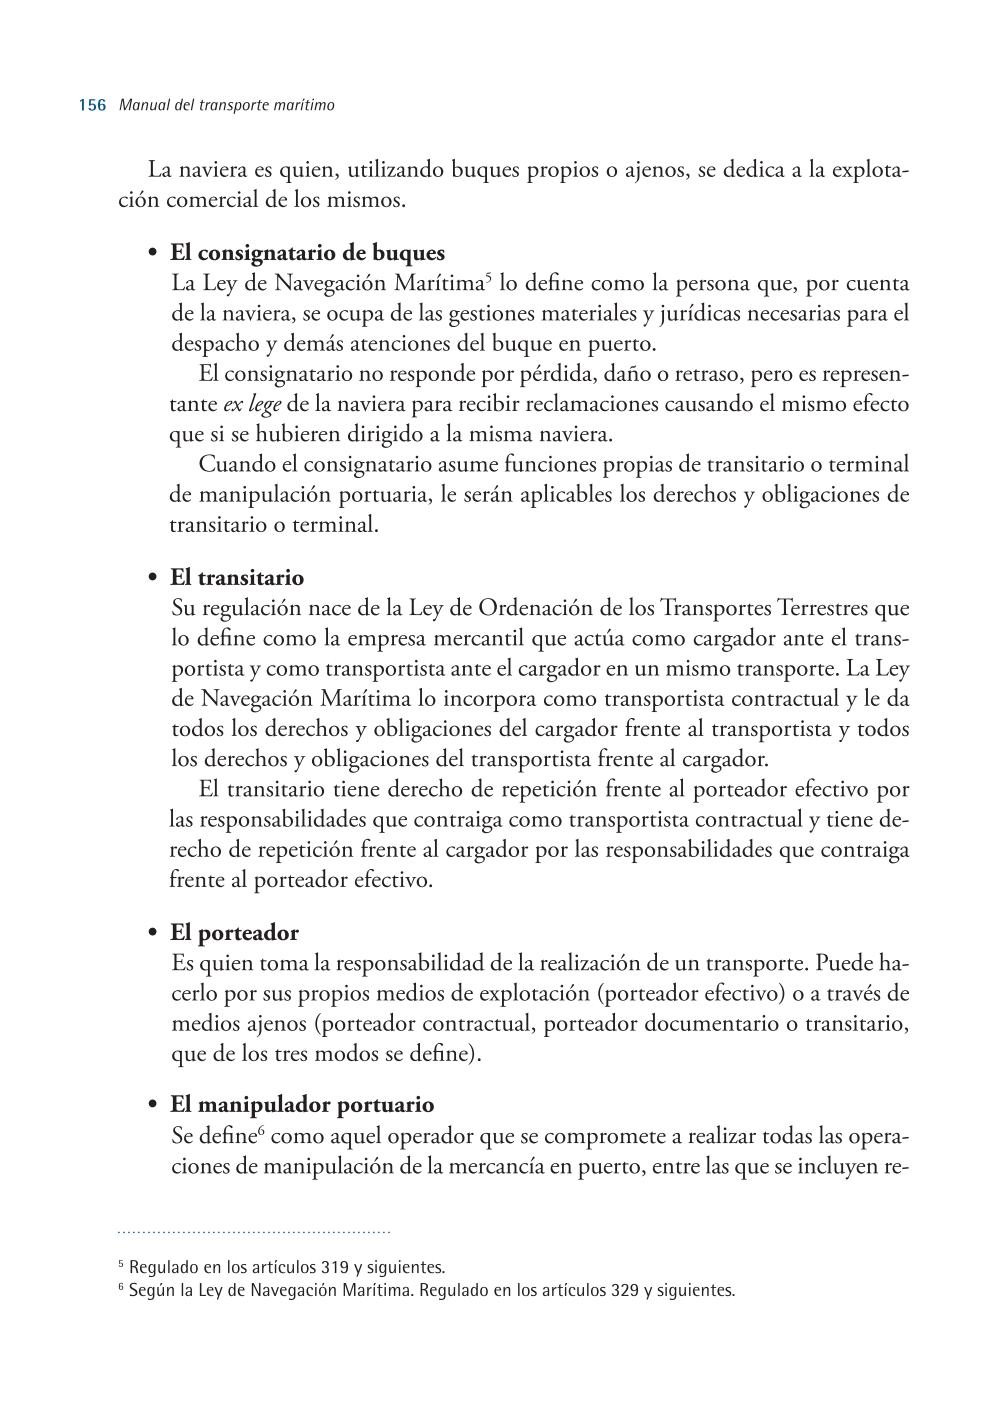 156 Manual del transporte marítimo
La naviera es quien, utilizando buques propios o ajenos, se dedica a la explota-
ción comercial de los mismos.
• El consignatario de buques
La Ley de Navegación Marítima⁵ lo define como la persona que, por cuenta
de la naviera, se ocupa de las gestiones materiales y jurídicas necesarias para el
despacho y demás atenciones del buque en puerto.
El consignatario no responde por pérdida, daño o retraso, pero es represen-
tante ex lege de la naviera para recibir reclamaciones causando el mismo efecto
que si se hubieren dirigido a la misma naviera.
Cuando el consignatario asume funciones propias de transitario o terminal
de manipulación portuaria, le serán aplicables los derechos y obligaciones de
transitario o terminal.
• El transitario
Su regulación nace de la Ley de Ordenación de los Transportes Terrestres que
lo define como la empresa mercantil que actúa como cargador ante el trans-
portista y como transportista ante el cargador en un mismo transporte. La Ley
de Navegación Marítima lo incorpora como transportista contractual y le da
todos los derechos y obligaciones del cargador frente al transportista y todos
los derechos y obligaciones del transportista frente al cargador.
El transitario tiene derecho de repetición frente al porteador efectivo por
las responsabilidades que contraiga como transportista contractual y tiene de-
recho de repetición frente al cargador por las responsabilidades que contraiga
frente al porteador efectivo.
• El porteador
Es quien toma la responsabilidad de la realización de un transporte. Puede ha-
cerlo por sus propios medios de explotación (porteador efectivo) o a través de
medios ajenos (porteador contractual, porteador documentario o transitario,
que de los tres modos se define).
• El manipulador portuario
Se define⁶ como aquel operador que se compromete a realizar todas las opera-
ciones de manipulación de la mercancía en puerto, entre las que se incluyen re-
⁵ Regulado en los artículos 319 y siguientes.
⁶ Según la Ley de Navegación Marítima. Regulado en los artículos 329 y siguientes.